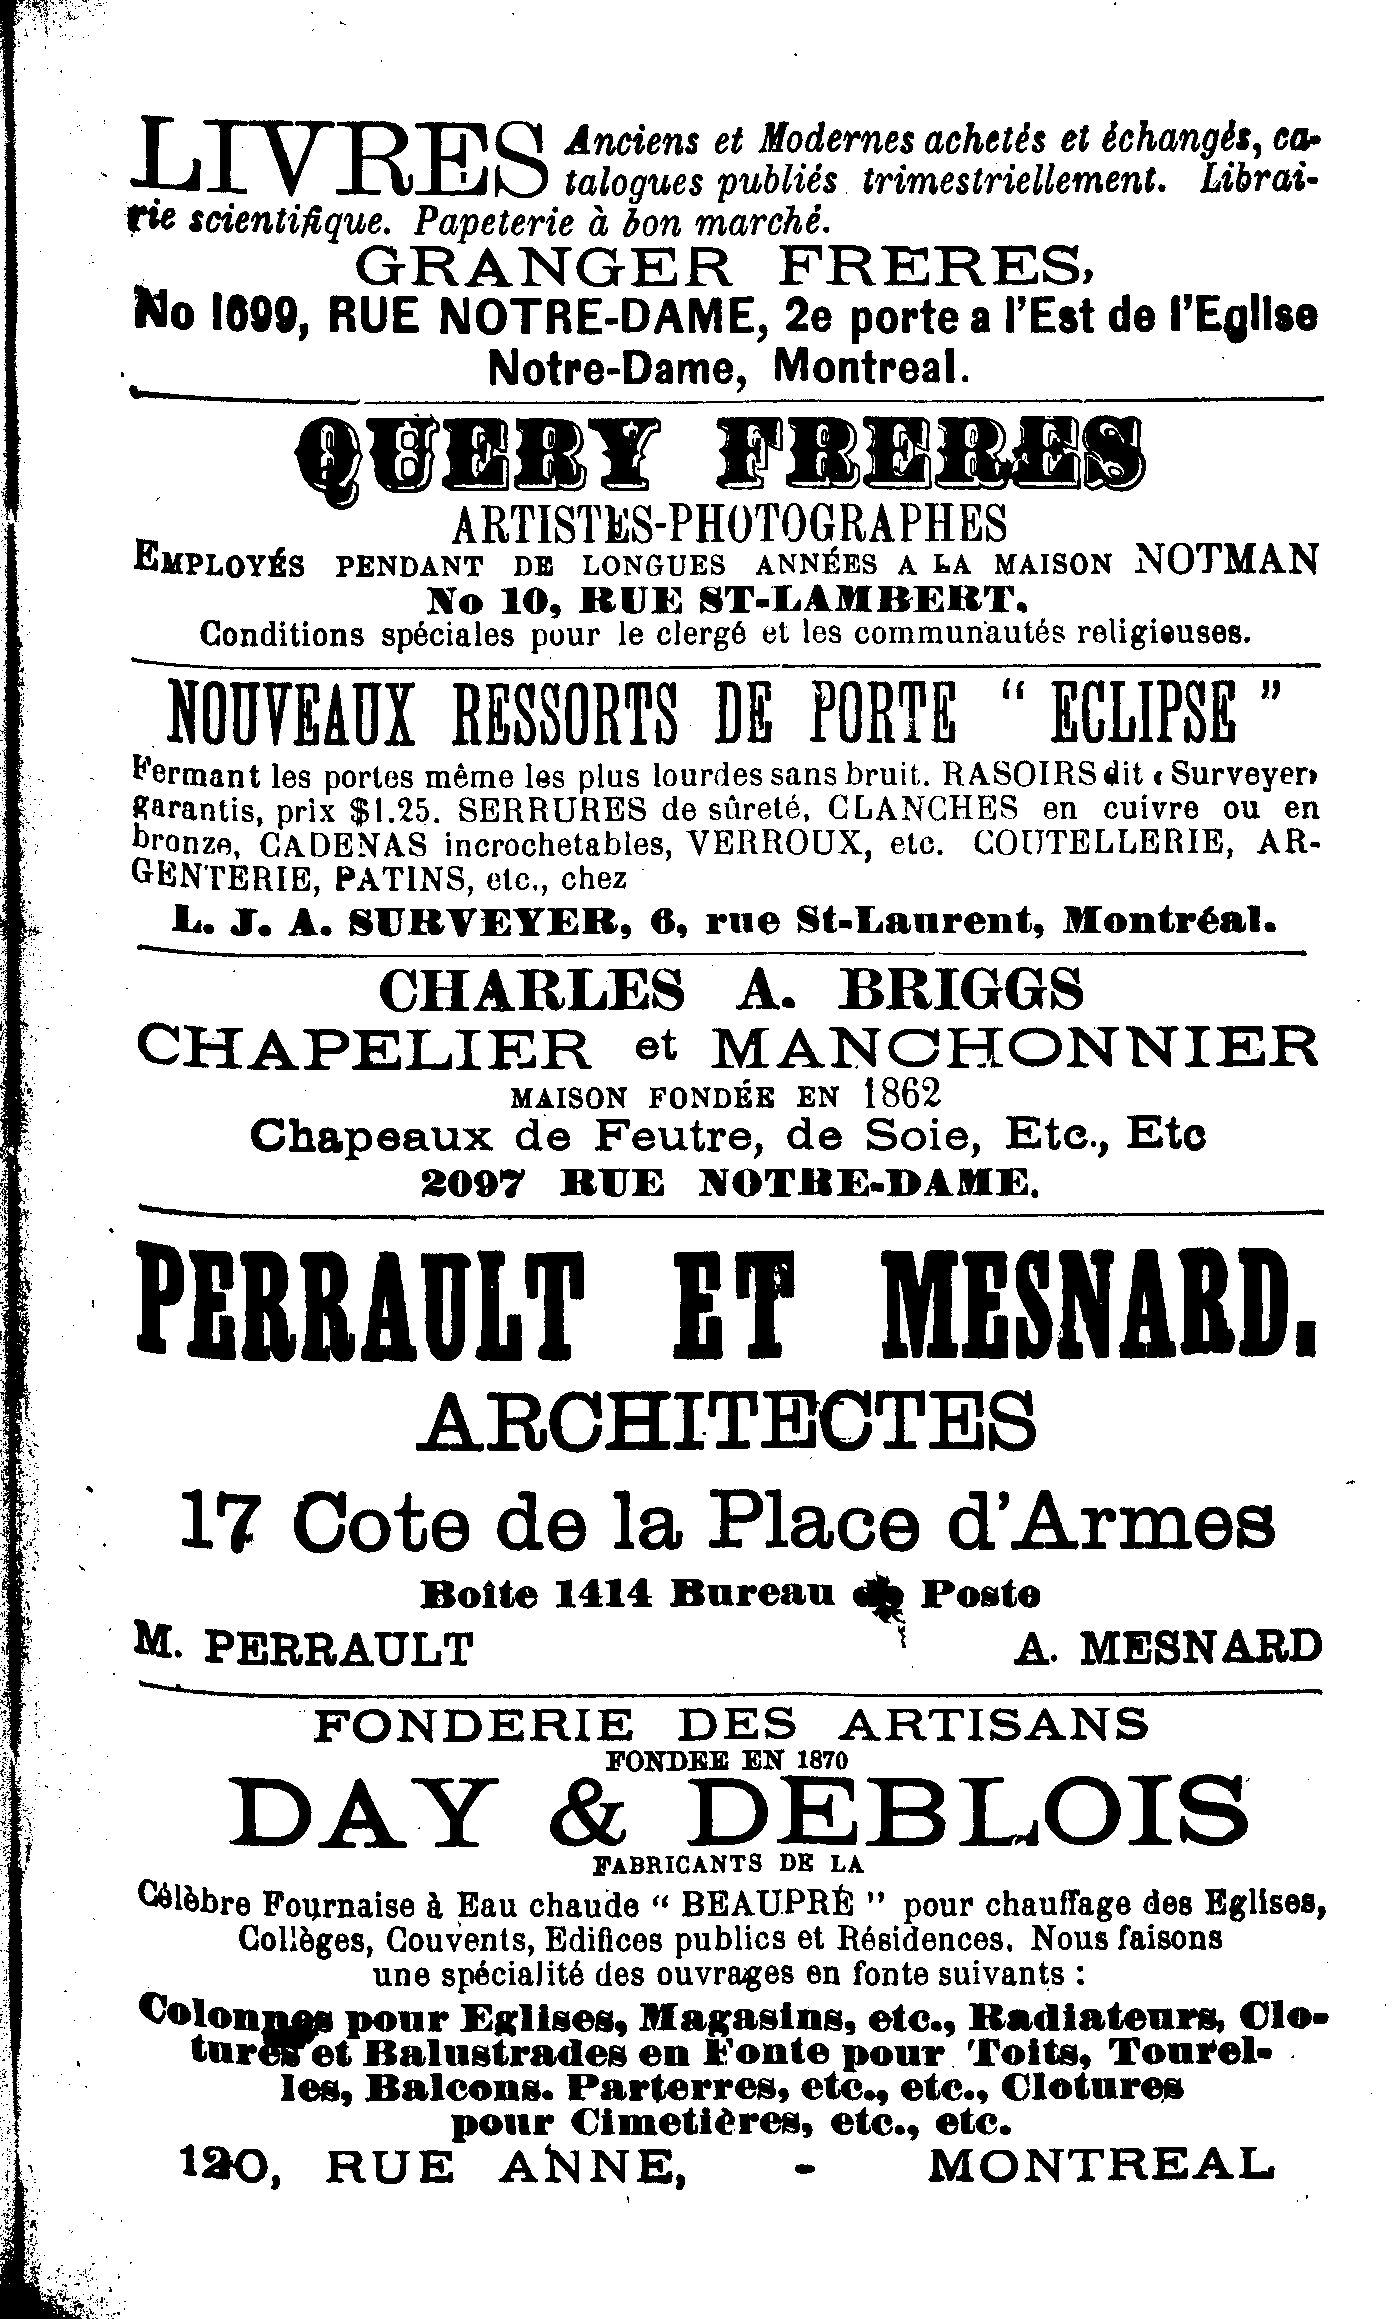 LIVRES Anciens et Modernes achetés et échangés, ca-
talogues publiés trimestriellement. Librai-
rie scientifique. Papeterie à bon marché.
GRANGER FRERES,
No 1699, RUE NOTRE-DAME, 2e porte a l'Est de l'Eglise
Notre-Dame, Montreal.
QUERY FRERES
ARTISTES-PHOTOGRAPHES
EMPLOYÉS PENDANT DE LONGUES ANNÉES A LA MAISON NOTMAN
No 10, RUE ST-LAMBERT.
Conditions spéciales pour le clergé et les communautés religieuses.
NOUVEAUX RESSORTS DE PORTE “ ECLIPSE ”
Fermant les portes même les plus lourdes sans bruit. RASOIRS dit « Surveyer»
garantis, prix $1.25. SERRURES de sûreté, CLANCHES en cuivre ou en
bronze, CADENAS incrochetables, VERROUX, etc. COUTELLERIE, AR-
GENTERIE, PATINS, etc., chez
L. J. A. SURVEYER, 6, rue St-Laurent, Montréal.
CHARLES A. BRIGGS
CHAPELIER et MANCHONNIER
MAISON FONDÉE EN 1862
Chapeaux de Feutre, de Soie, Etc., Etc
2097 RUE NOTRE-DAME.
PERRAULT ET MESNARD.
ARCHITECTES
17 Cote de la Place d'Armes
Boite 1414 Bureau de Poste
M. PERRAULT A. MESNARD
FONDERIE DES ARTISANS
FONDEE EN 1870
DAY & DEBLOIS
FABRICANTS DE LA
Célèbre Fournaise à Eau chaude “ BEAUPRÉ ” pour chauffage des Eglises,
Collèges, Couvents, Edifices publics et Résidences. Nous faisons
une spécialité des ouvrages en fonte suivants :
Colonnes pour Eglises, Magasins, etc., Radiateurs, Clo-
tures et Balustrades en Fonte pour Toits, Tourel-
les, Balcons. Parterres, etc., etc., Clotures
pour Cimetières, etc., etc.
120, RUE ANNE, - MONTREAL